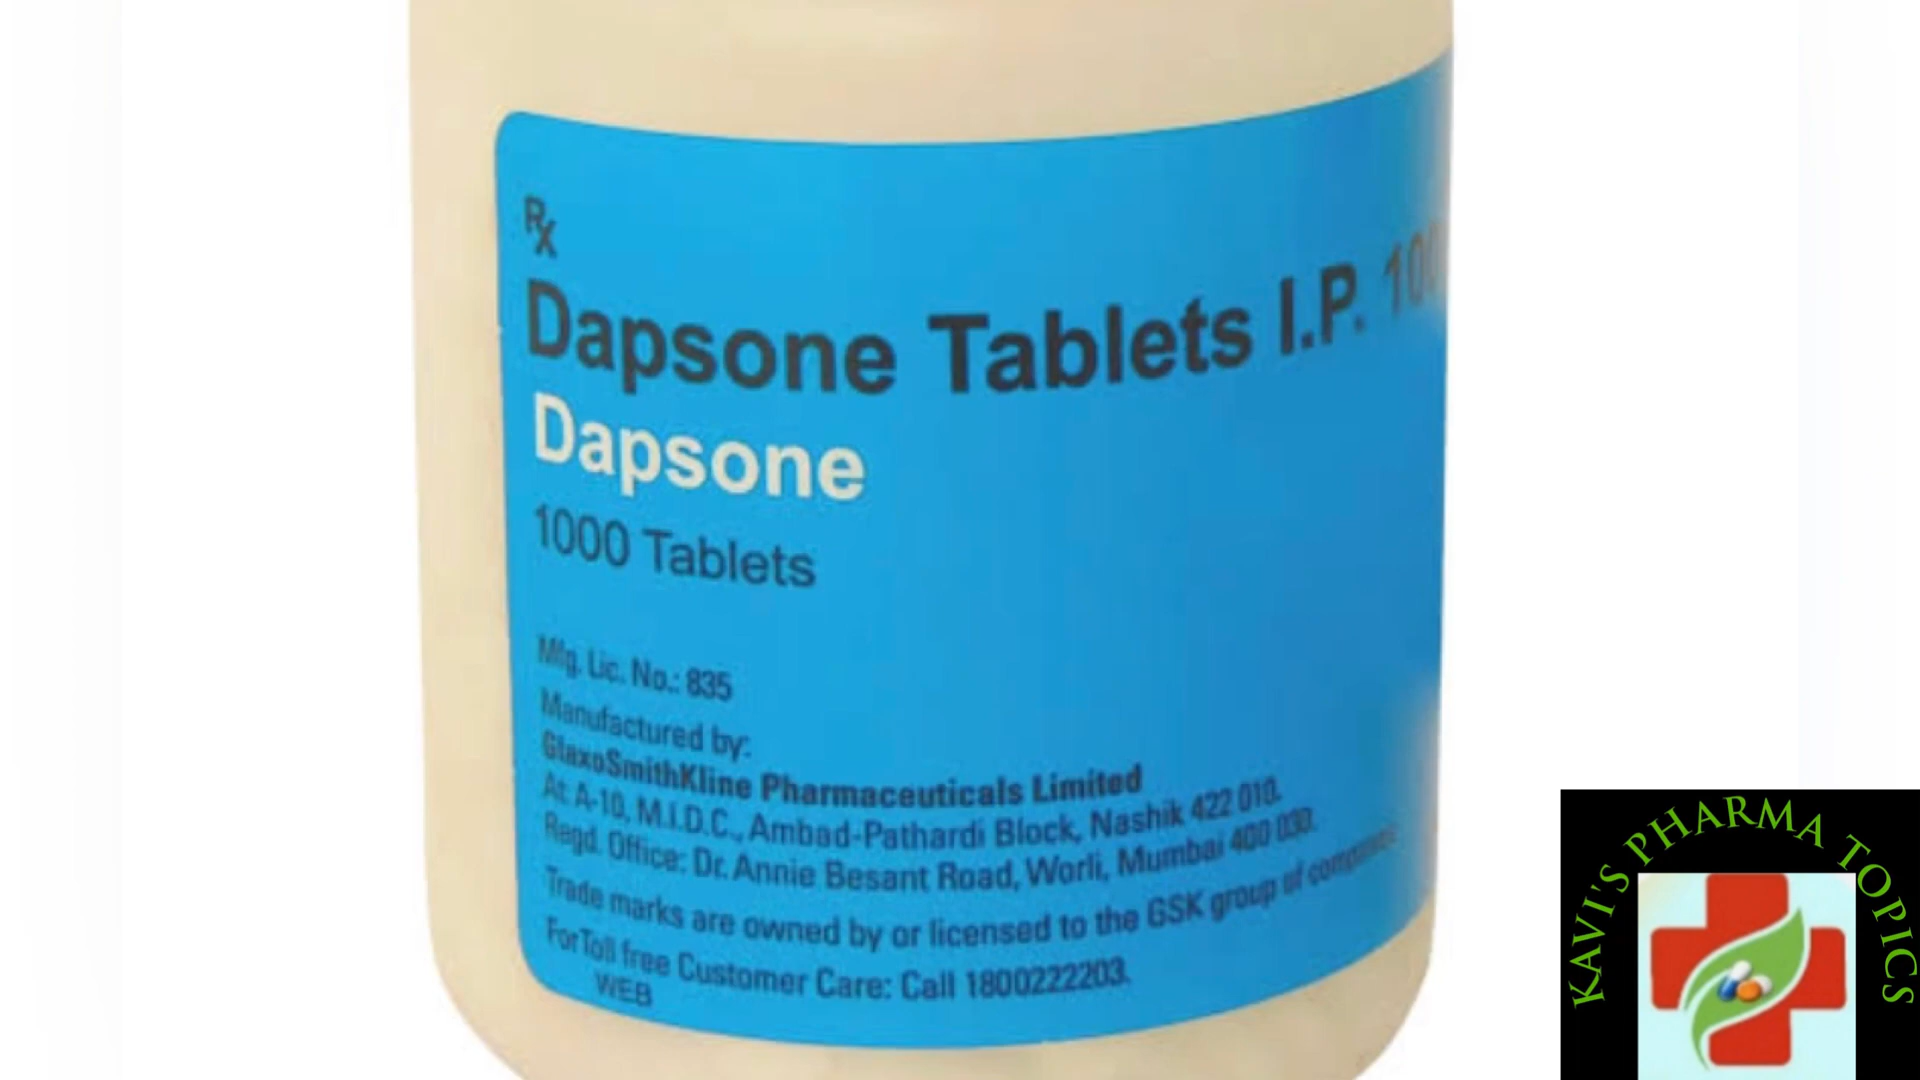 Rx
Dapsone Tablets I.P. 100
Dapsone
1000 Tablets
Mfg. Lic. No.: 835
Manufactured by:
GlaxoSmithKline Pharmaceuticals Limited
At: A-10, M.I.D.C., Ambad-Pathardi Block, Nashik 422 010.
Regd. Office: Dr. Annie Besant Road, Worli, Mumbai 400 030.
Trade marks are owned by or licensed to the GSK group of companies
For Toll free Customer Care: Call 1800222203.
WEB
KAVI'S PHARMA TOPICS